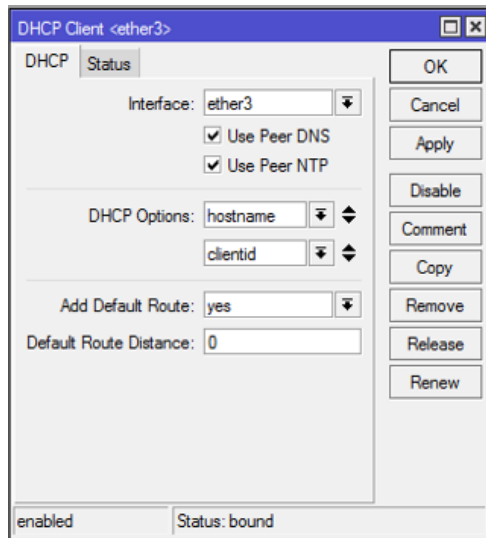 DHCP Client <ether3>
DHCP Status
Interface: ether3
Use Peer DNS
Use Peer NTP
DHCP Options: hostname
clientid
Add Default Route: yes
Default Route Distance: 0
OK
Cancel
Apply
Disable
Comment
Copy
Remove
Release
Renew
enabled Status: bound